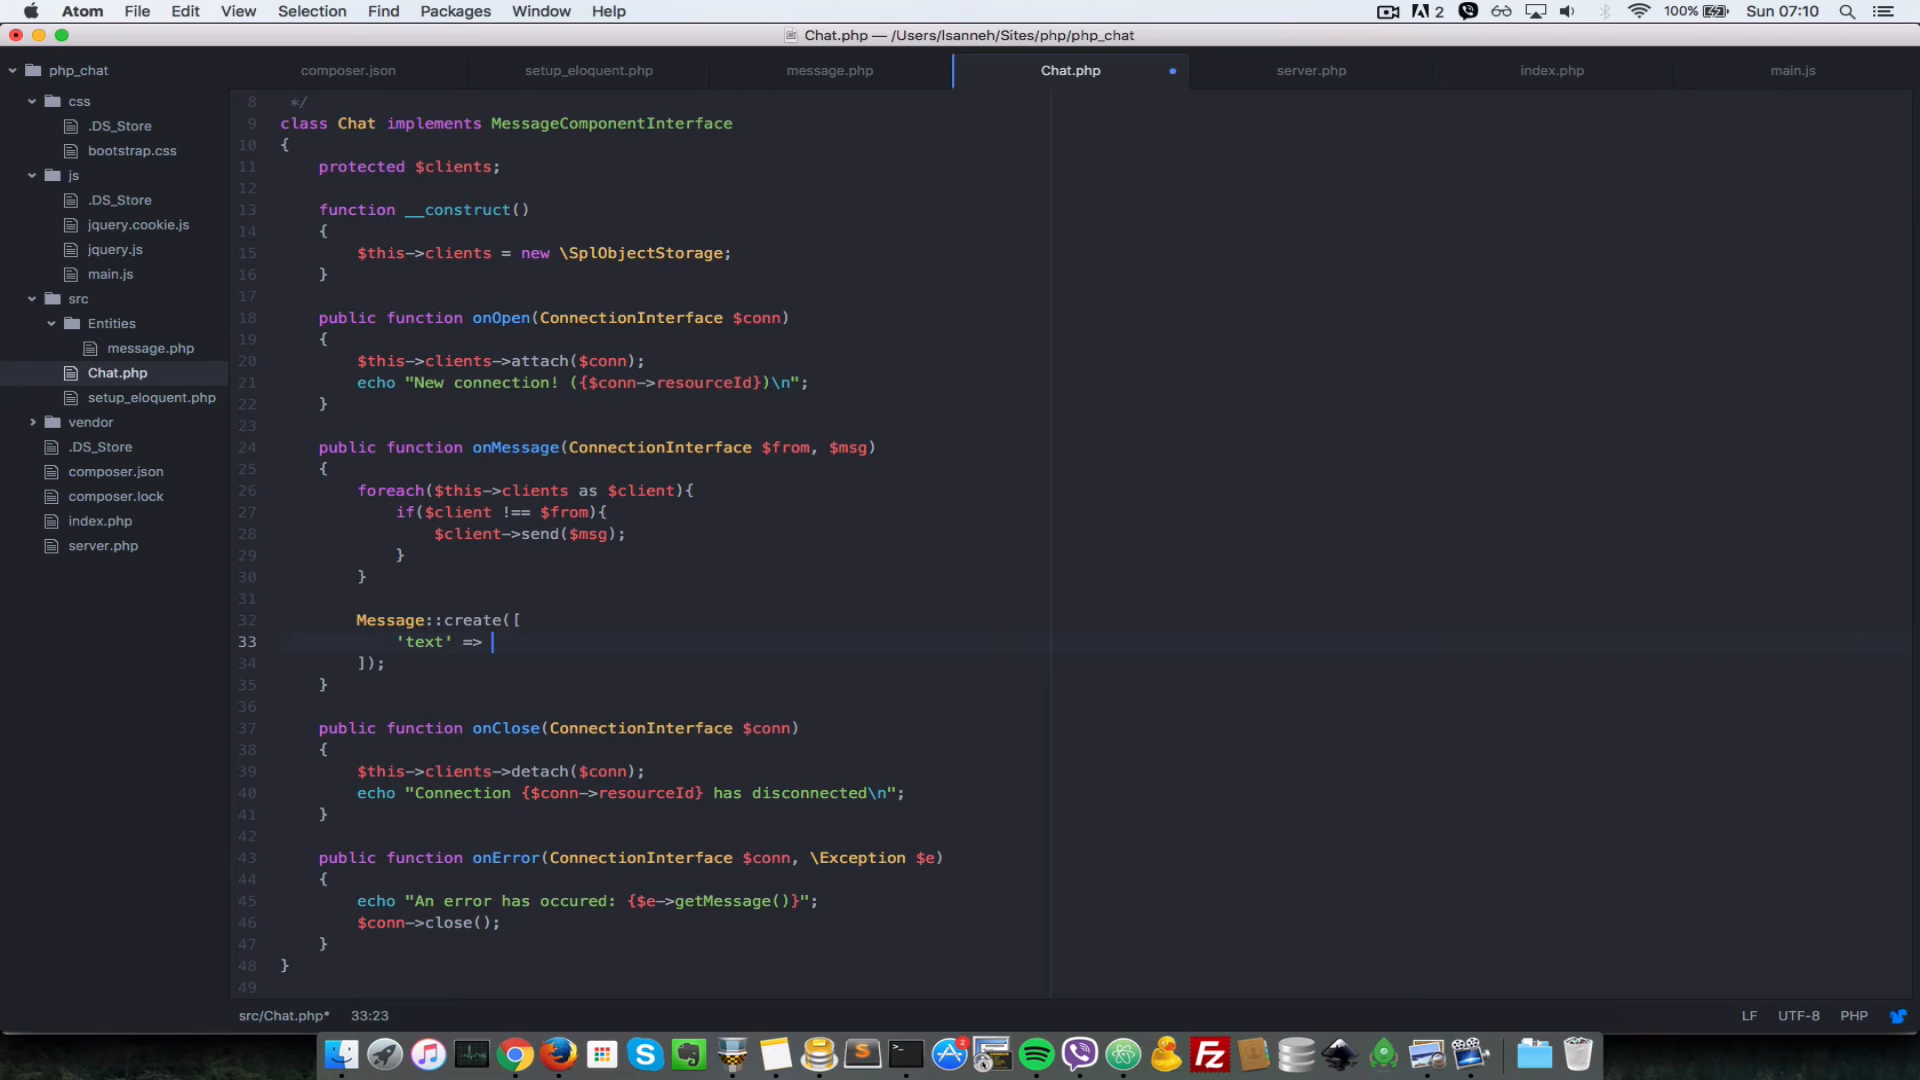 Atom File Edit View Selection Find Packages Window Help 2 100% Sun 07:10
Chat.php — /Users/lsanneh/Sites/php/php_chat
php_chat
css
.DS_Store
bootstrap.css
js
.DS_Store
jquery.cookie.js
jquery.js
main.js
src
Entities
message.php
Chat.php
setup_eloquent.php
vendor
.DS_Store
composer.json
composer.lock
index.php
server.php
composer.json setup_eloquent.php message.php Chat.php server.php index.php main.js
8 */
9 class Chat implements MessageComponentInterface
10 {
11 protected $clients;
12
13 function __construct()
14 {
15 $this->clients = new \SplObjectStorage;
16 }
17
18 public function onOpen(ConnectionInterface $conn)
19 {
20 $this->clients->attach($conn);
21 echo "New connection! ({$conn->resourceId})\n";
22 }
23
24 public function onMessage(ConnectionInterface $from, $msg)
25 {
26 foreach($this->clients as $client){
27 if($client !== $from){
28 $client->send($msg);
29 }
30 }
31
32 Message::create([
33 'text' =>
34 ]);
35 }
36
37 public function onClose(ConnectionInterface $conn)
38 {
39 $this->clients->detach($conn);
40 echo "Connection {$conn->resourceId} has disconnected\n";
41 }
42
43 public function onError(ConnectionInterface $conn, \Exception $e)
44 {
45 echo "An error has occured: {$e->getMessage()}";
46 $conn->close();
47 }
48 }
49
src/Chat.php* 33:23 LF UTF-8 PHP
2
Fz